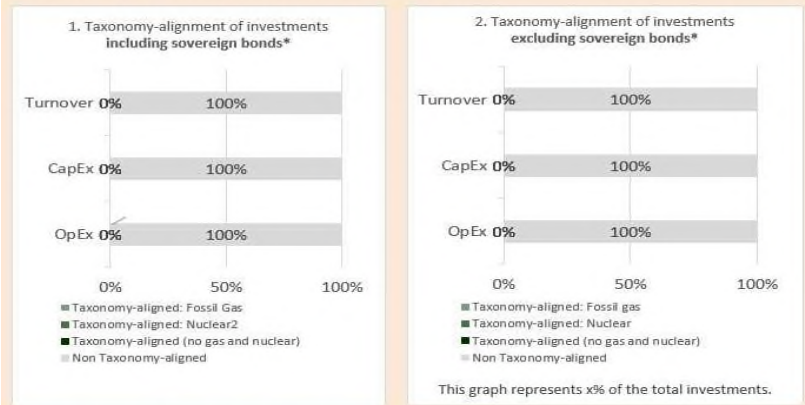 1. Taxonomy-alignment of investments
including sovereign bonds*
Turnover 0% 100%
CapEx 0% 100%
OpEx 0% 100%
0% 50% 100%
Taxonomy-aligned: Fossil Gas
Taxonomy-aligned: Nuclear2
Taxonomy-aligned (no gas and nuclear)
Non Taxonomy-aligned
2. Taxonomy-alignment of investments
excluding sovereign bonds*
Turnover 0% 100%
CapEx 0% 100%
OpEx 0% 100%
0% 50% 100%
Taxonomy-aligned: Fossil gas
Taxonomy-aligned: Nuclear
Taxonomy-aligned (no gas and nuclear)
Non Taxonomy-aligned
This graph represents x% of the total investments.